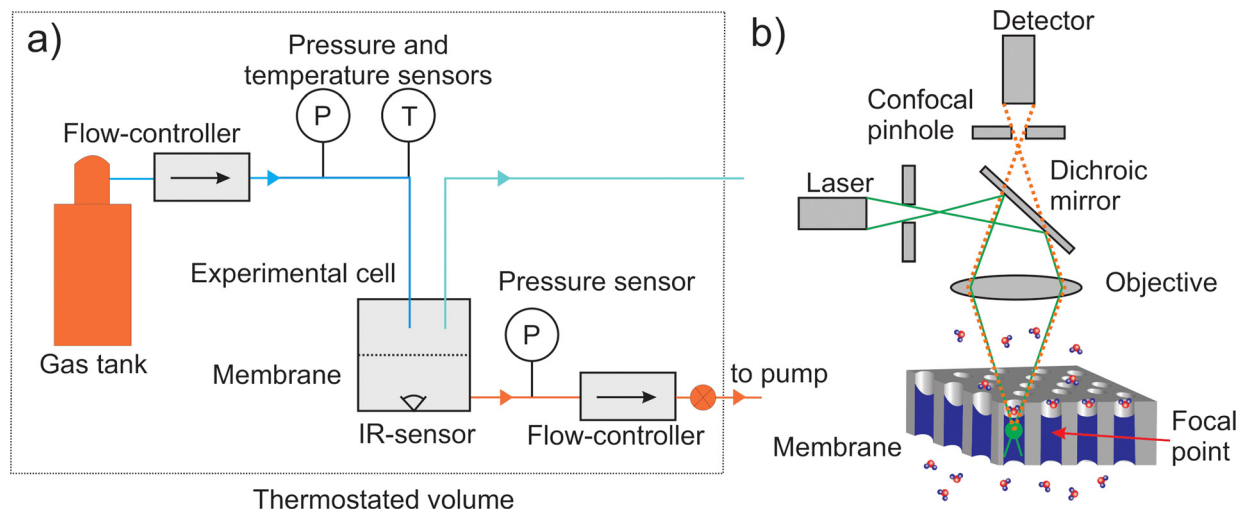 a)
Pressure and
temperature sensors
Flow-controller
P
T
Experimental cell
Pressure sensor
P
Membrane
to pump
Gas tank
IR-sensor
Flow-controller
Thermostated volume
b)
Detector
Confocal
pinhole
Dichroic
mirror
Laser
Objective
Membrane
Focal
point